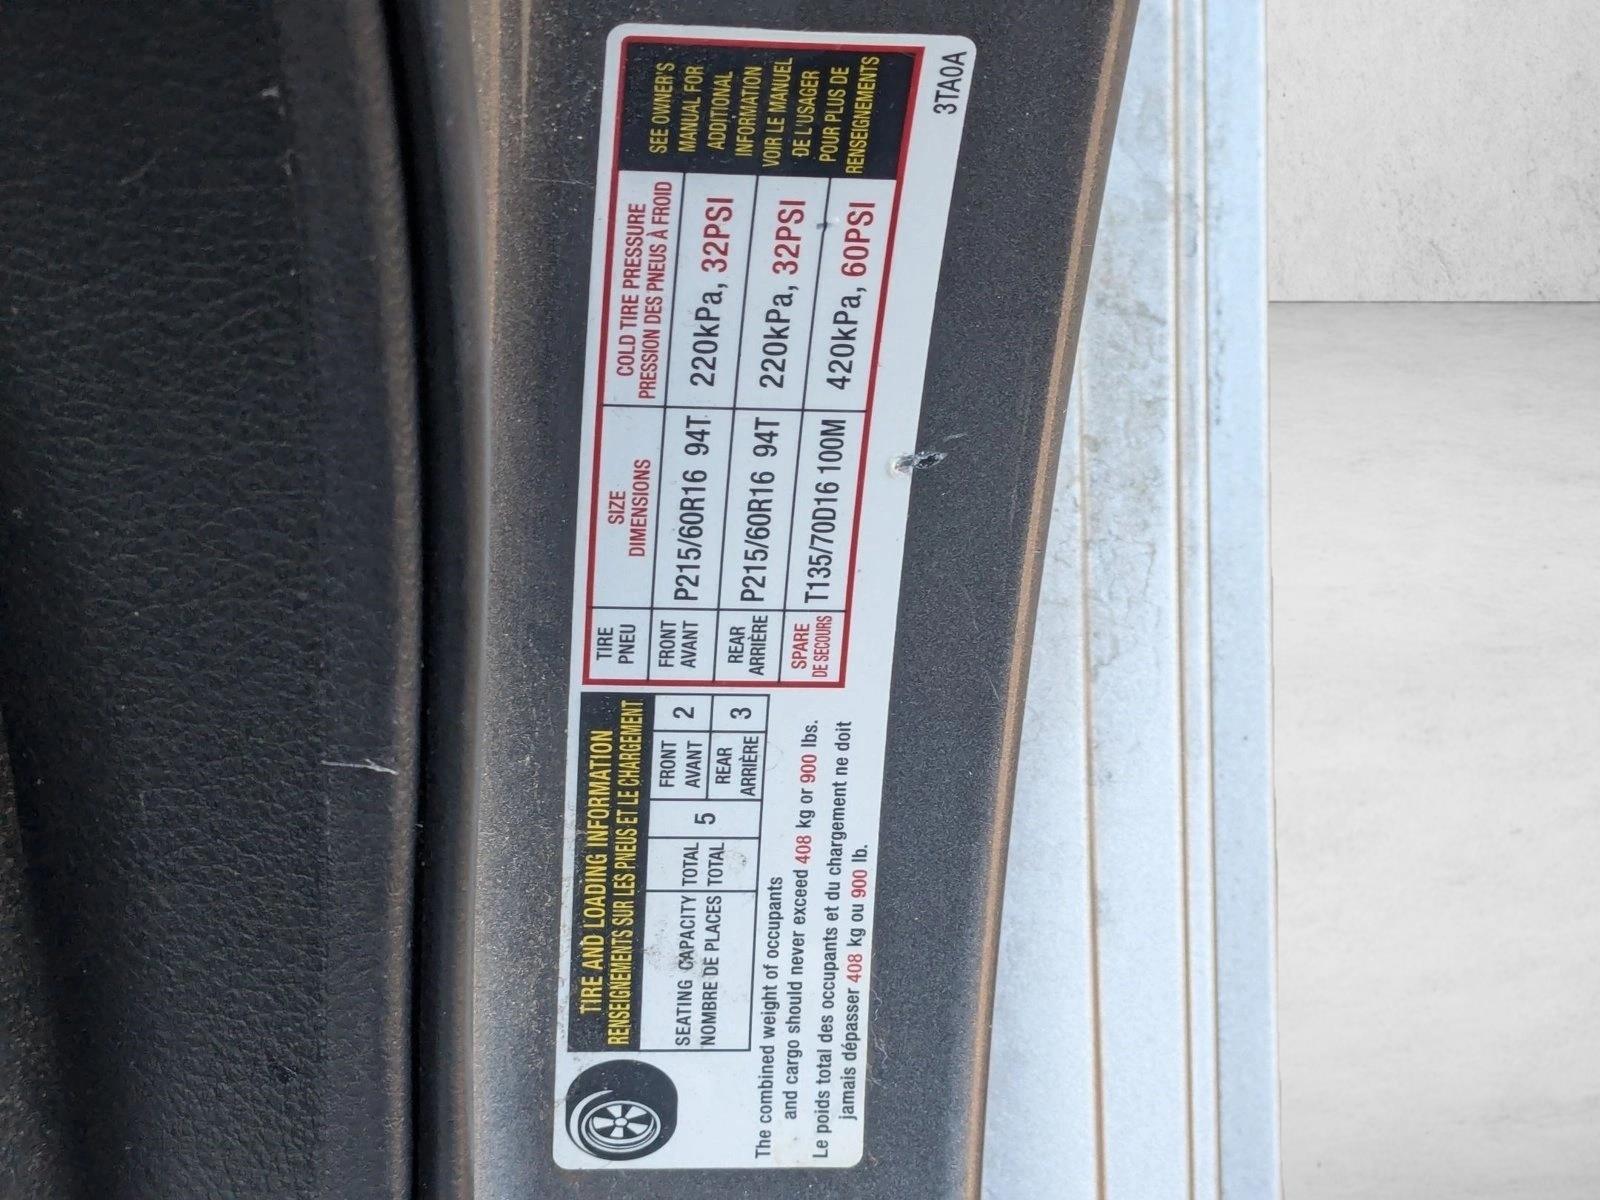 TIRE AND LOADING INFORMATION
RENSEIGNEMENTS SUR LES PNEUS ET LE CHARGEMENT
SEATING CAPACITY
NOMBRE DE PLACES
TOTAL
TOTAL
5
FRONT
AVANT
2
REAR
ARRIÈRE
3
The combined weight of occupants
and cargo should never exceed 408 kg or 900 lbs.
Le poids total des occupants et du chargement ne doit
jamais dépasser 408 kg ou 900 lb.
TIRE
PNEU
SIZE
DIMENSIONS
COLD TIRE PRESSURE
PRESSION DES PNEUS À FROID
FRONT
AVANT
P215/60R16 94T
220kPa, 32PSI
REAR
ARRIÈRE
P215/60R16 94T
220kPa, 32PSI
SPARE
DE SECOURS
T135/70D16 100M
420kPa, 60PSI
SEE OWNER'S
MANUAL FOR
ADDITIONAL
INFORMATION
VOIR LE MANUEL
DE L'USAGER
POUR PLUS DE
RENSEIGNEMENTS
3TA0A